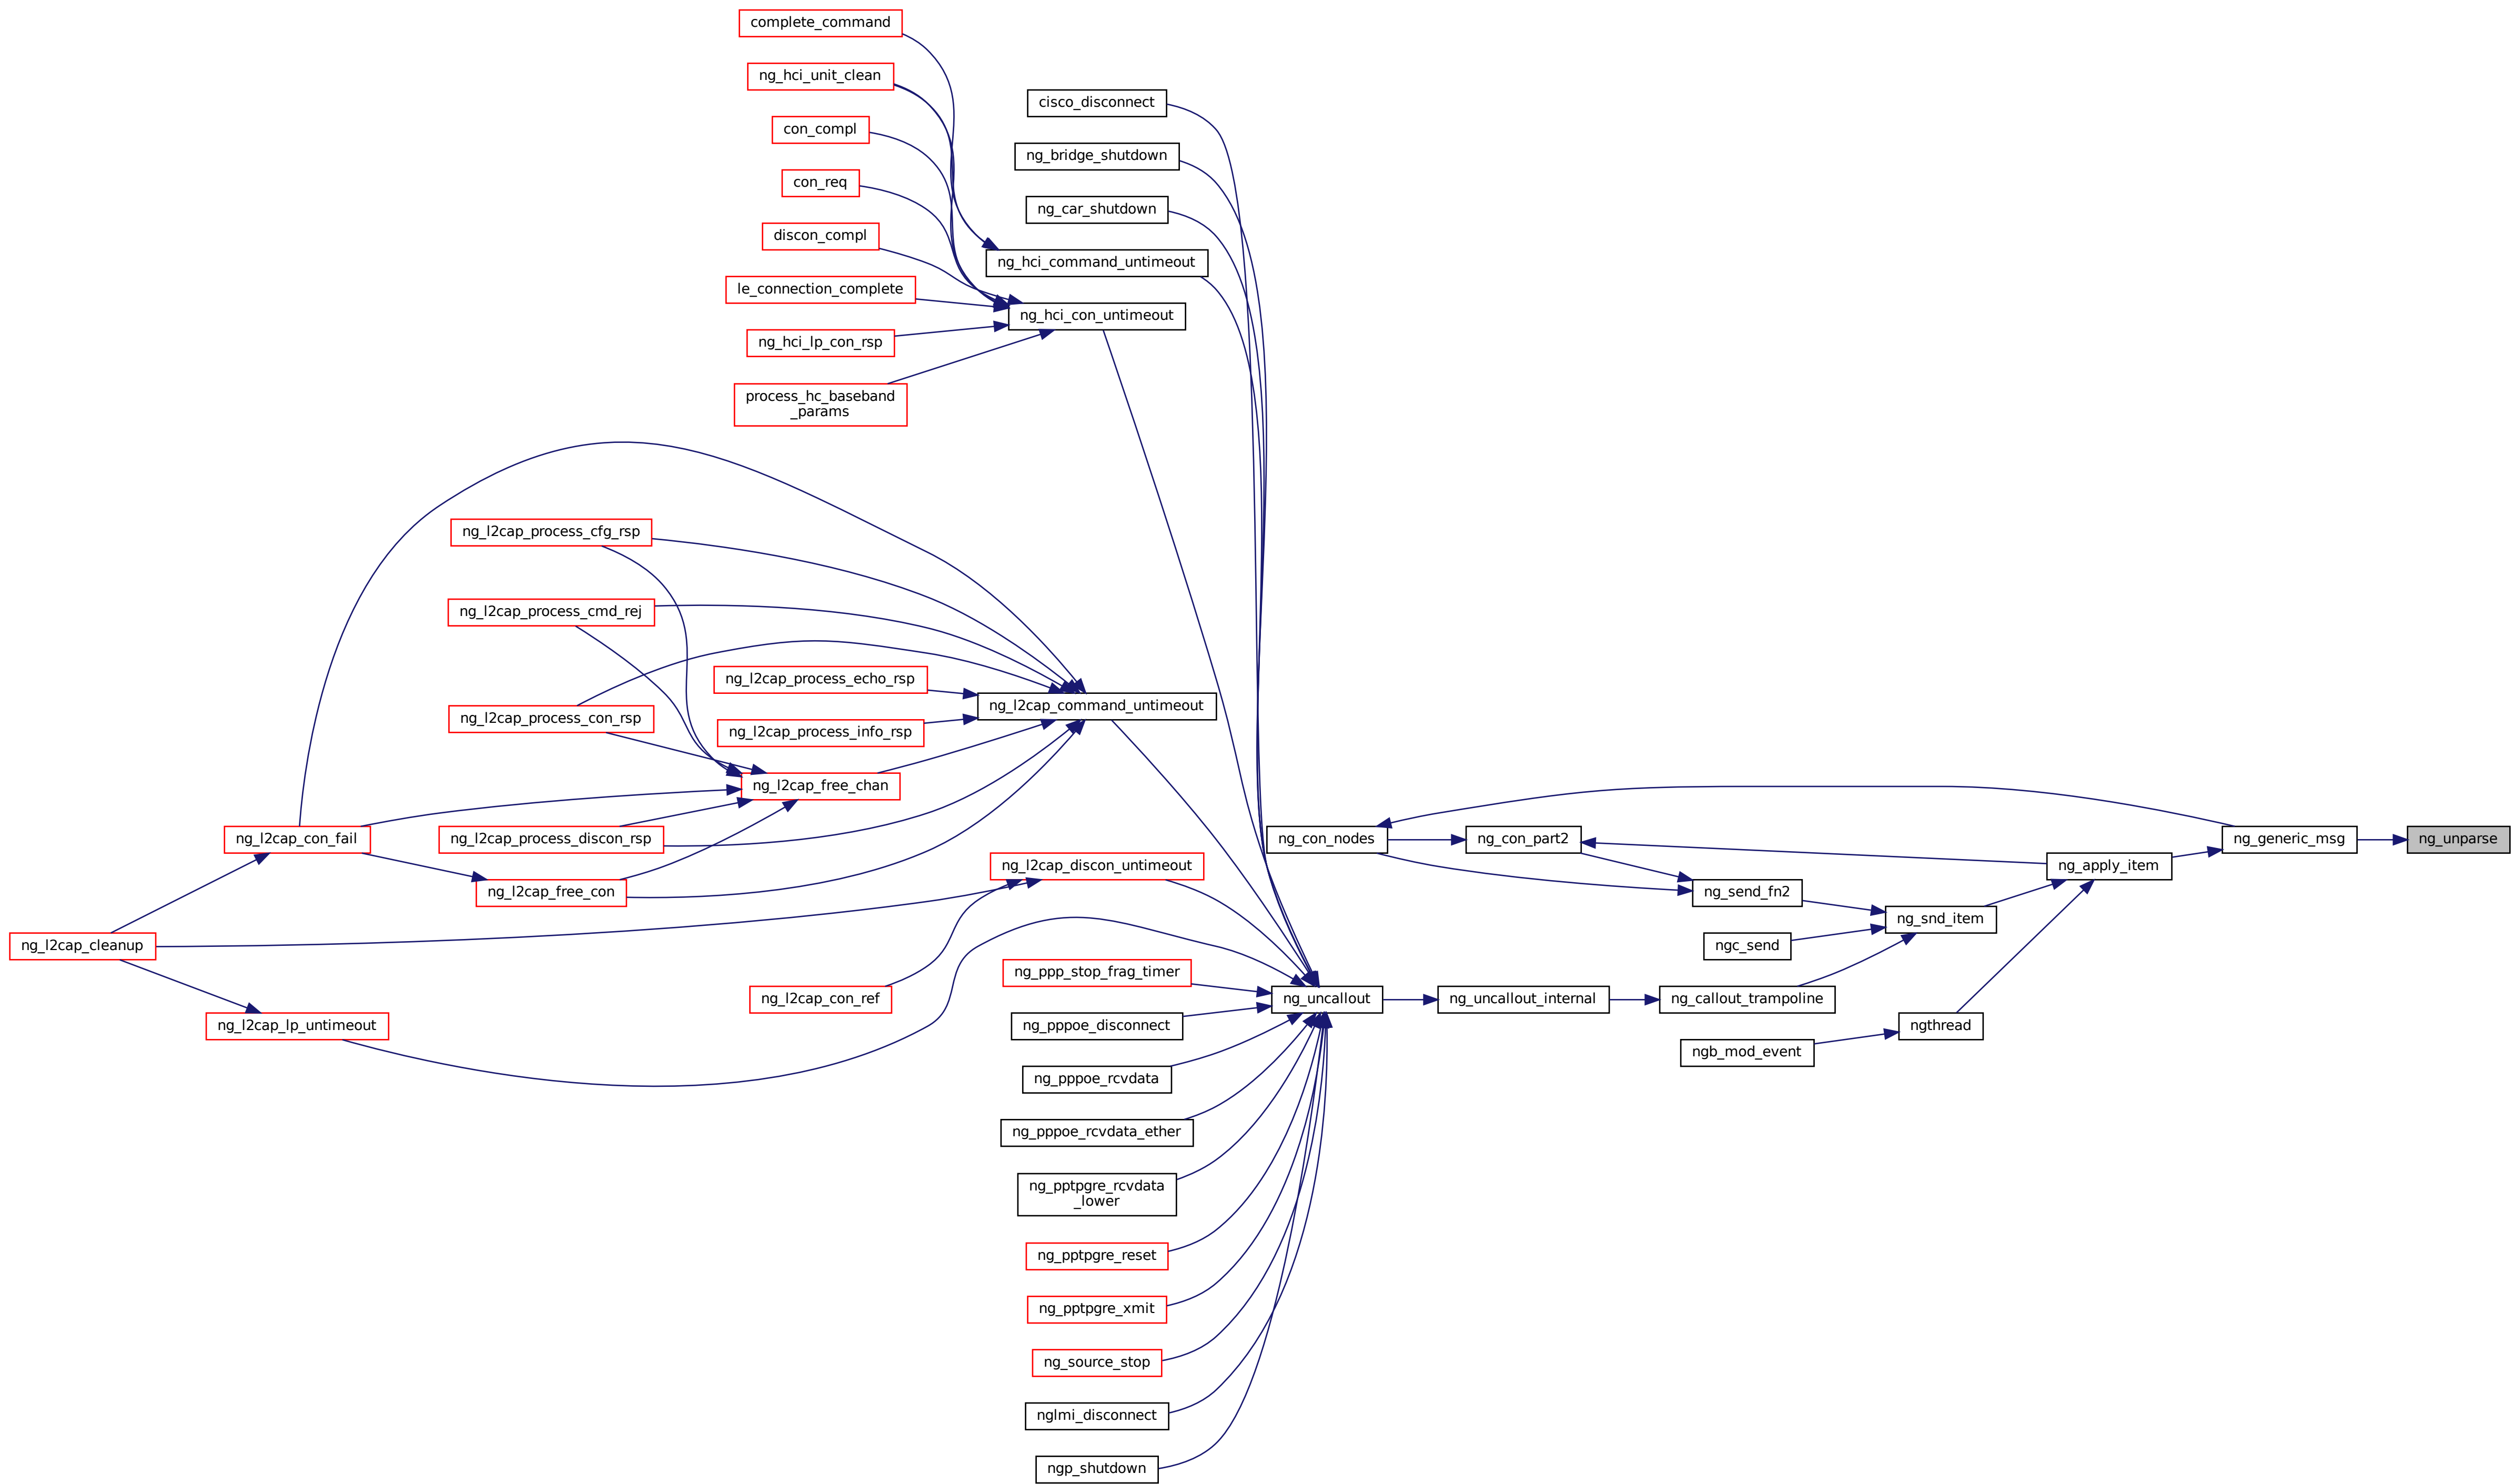 complete_command
ng_hci_unit_clean
con_compl
con_req
discon_compl
le_connection_complete
ng_hci_lp_con_rsp
process_hc_baseband
_params
cisco_disconnect
ng_bridge_shutdown
ng_car_shutdown
ng_hci_command_untimeout
ng_hci_con_untimeout
ng_l2cap_process_cfg_rsp
ng_l2cap_process_cmd_rej
ng_l2cap_process_echo_rsp
ng_l2cap_process_con_rsp
ng_l2cap_process_info_rsp
ng_l2cap_command_untimeout
ng_l2cap_free_chan
ng_l2cap_con_fail
ng_l2cap_process_discon_rsp
ng_l2cap_free_con
ng_l2cap_discon_untimeout
ng_l2cap_cleanup
ng_l2cap_con_ref
ng_l2cap_lp_untimeout
ng_con_nodes
ng_con_part2
ng_send_fn2
ng_apply_item
ng_generic_msg
ng_unparse
ng_snd_item
ngc_send
ng_uncallout
ng_uncallout_internal
ng_callout_trampoline
ngthread
ngb_mod_event
ng_ppp_stop_frag_timer
ng_pppoe_disconnect
ng_pppoe_rcvdata
ng_pppoe_rcvdata_ether
ng_pptpgre_rcvdata
_lower
ng_pptpgre_reset
ng_pptpgre_xmit
ng_source_stop
nglmi_disconnect
ngp_shutdown